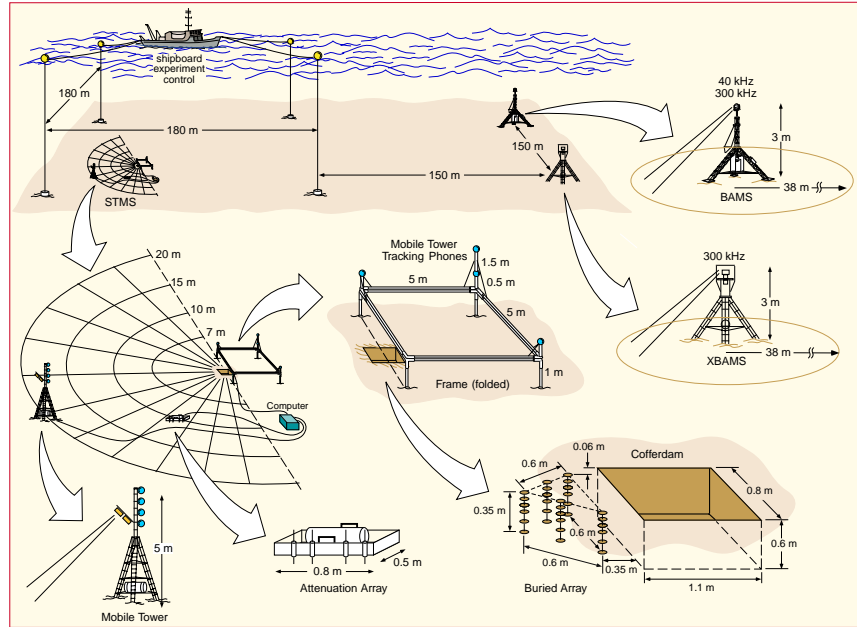 shipboard
experiment
control
180 m
180 m
STMS
150 m
150 m
40 kHz
300 kHz
3 m
38 m
BAMS
300 kHz
3 m
38 m
XBAMS
20 m
15 m
10 m
7 m
Computer
Mobile Tower
Tracking Phones
1.5 m
0.5 m
5 m
5 m
1 m
Frame (folded)
5 m
Mobile Tower
0.8 m
0.5 m
Attenuation Array
0.06 m
0.6 m
0.35 m
0.6 m
0.6 m
0.35 m
Buried Array
Cofferdam
0.8 m
0.6 m
1.1 m